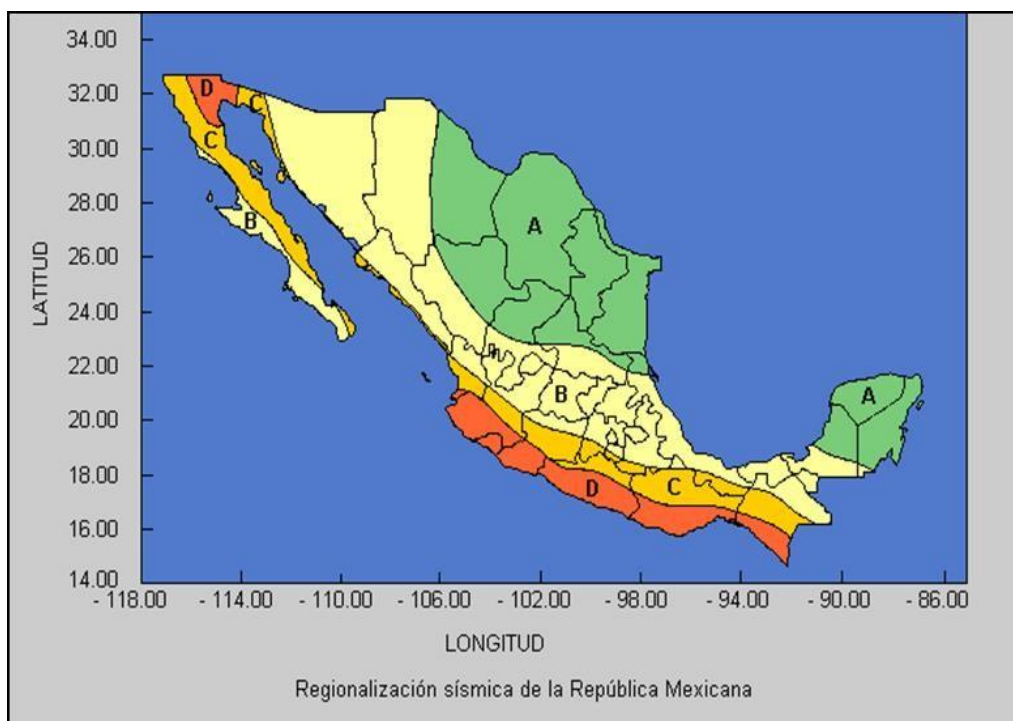 34.00
32.00
30.00
28.00
26.00
24.00
22.00
20.00
18.00
16.00
14.00
LATITUD
D
C
C
B
A
B
A
D
C
- 118.00 - 114.00 - 110.00 - 106.00 - 102.00 - 98.00 - 94.00 - 90.00 - 86.00
LONGITUD
Regionalización sísmica de la República Mexicana